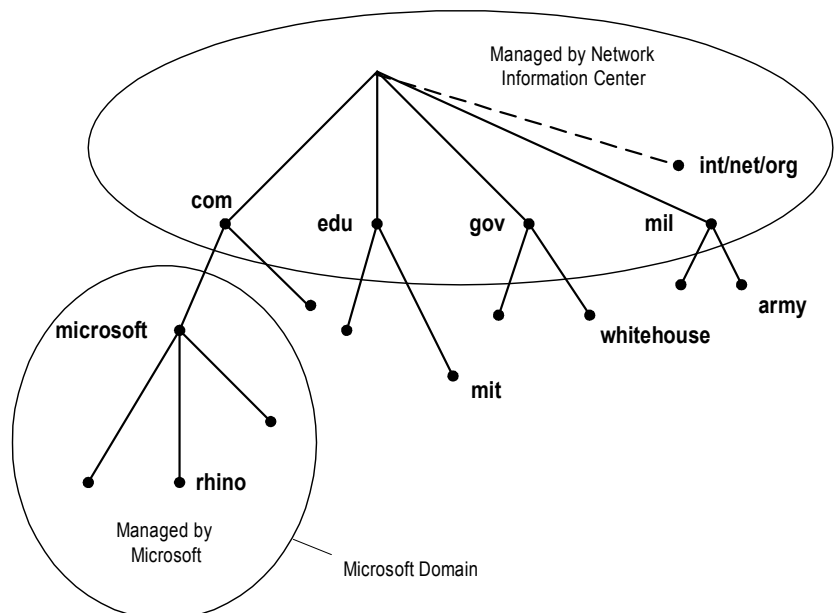 Managed by Network
Information Center
int/net/org
com
edu
gov
mil
army
microsoft
whitehouse
mit
rhino
Managed by
Microsoft
Microsoft Domain